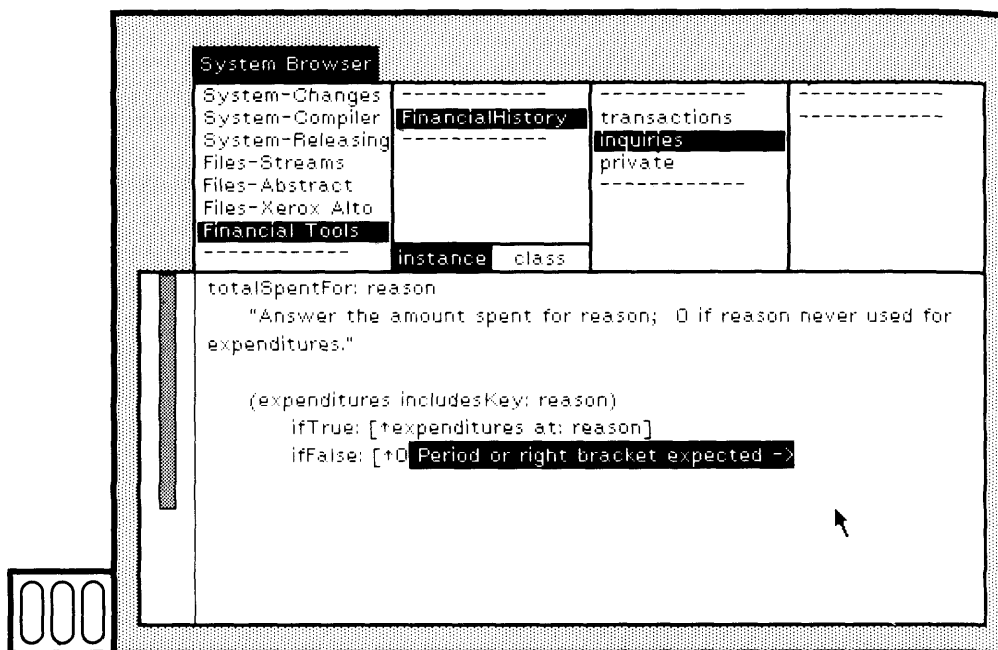 System Browser
System-Changes
System-Compiler
System-Releasing
Files-Streams
Files-Abstract
Files-Xerox Alto
Financial Tools
--------------
--------------
FinancialHistory
--------------
instance class
--------------
transactions
inquiries
private
--------------
--------------
--------------
totalSpentFor: reason
"Answer the amount spent for reason; 0 if reason never used for
expenditures."
(expenditures includesKey: reason)
ifTrue: [↑expenditures at: reason]
ifFalse: [↑0 Period or right bracket expected ->